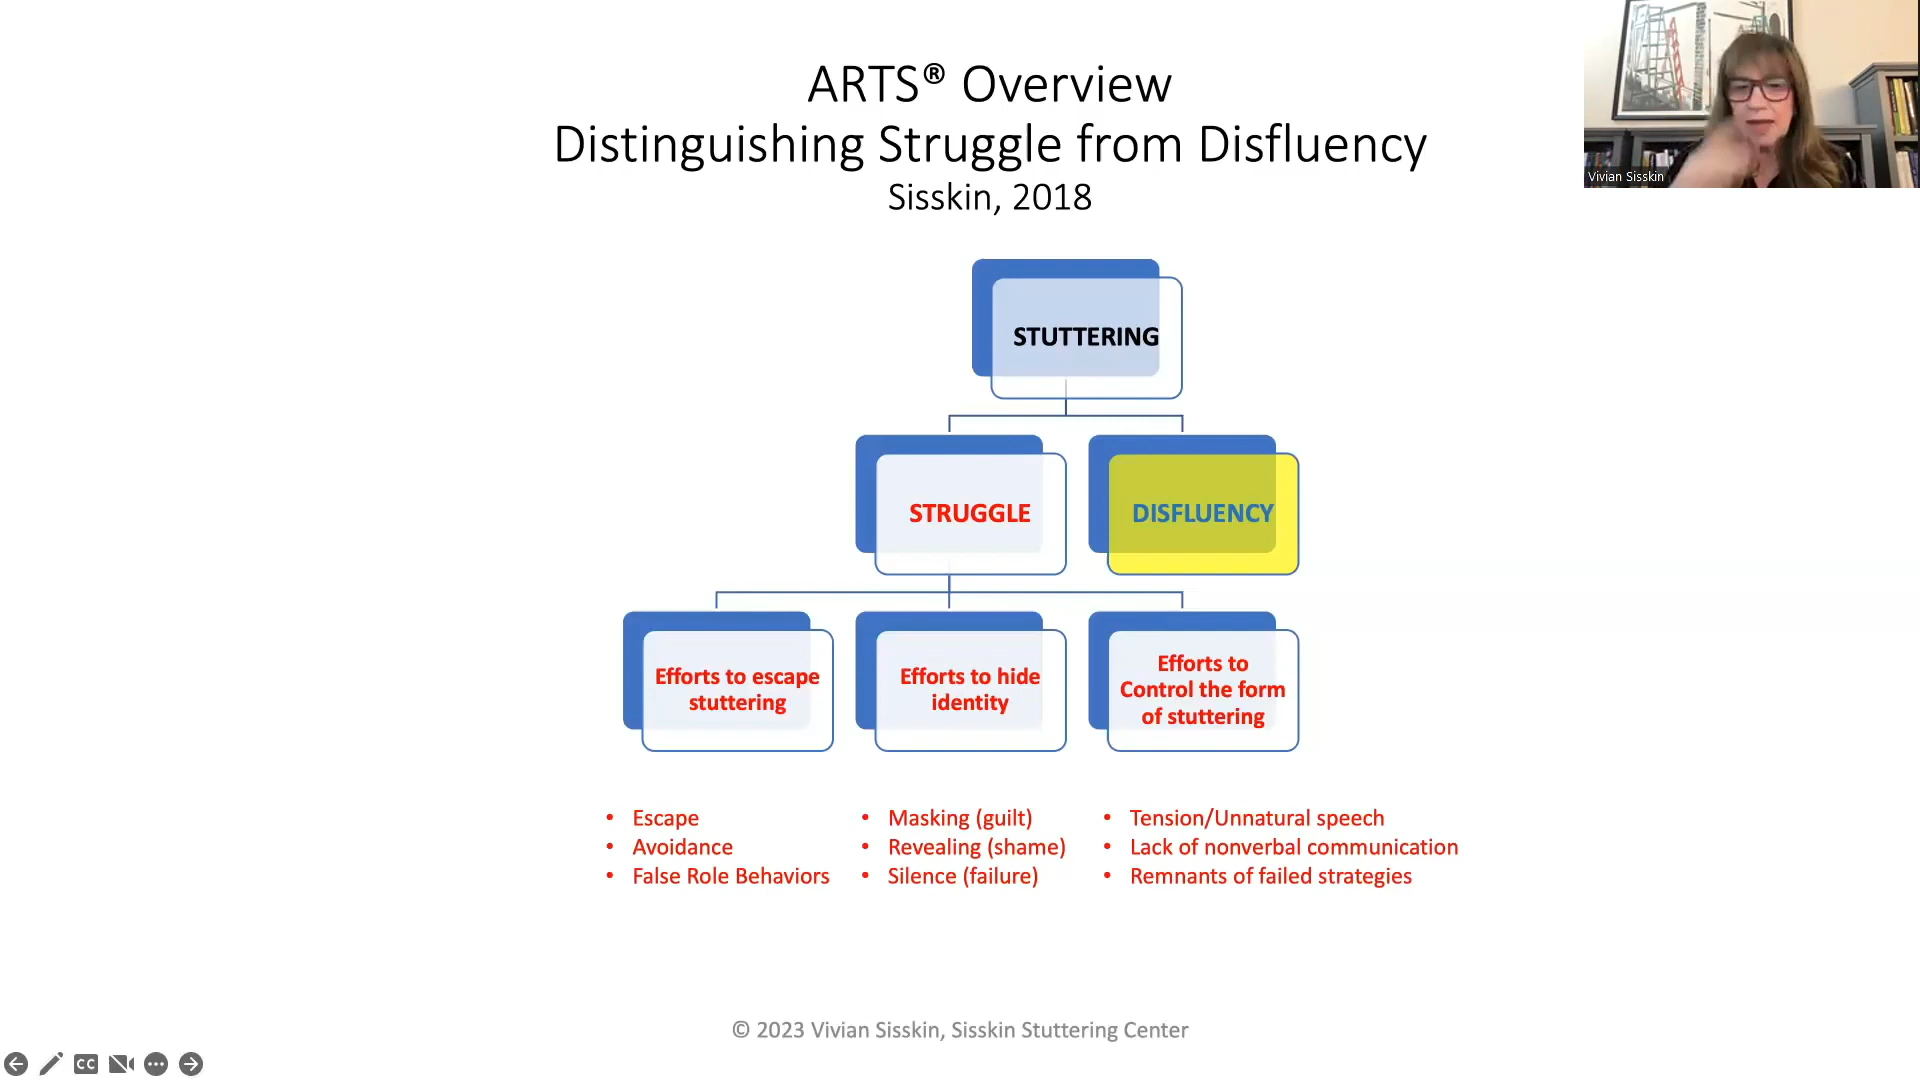 ARTS® Overview
Distinguishing Struggle from Disfluency
Sisskin, 2018
Vivian Sisskin
STUTTERING
STRUGGLE
DISFLUENCY
Efforts to escape
stuttering
Efforts to hide
identity
Efforts to
Control the form
of stuttering
• Escape
• Avoidance
• False Role Behaviors
• Masking (guilt)
• Revealing (shame)
• Silence (failure)
• Tension/Unnatural speech
• Lack of nonverbal communication
• Remnants of failed strategies
© 2023 Vivian Sisskin, Sisskin Stuttering Center
CC